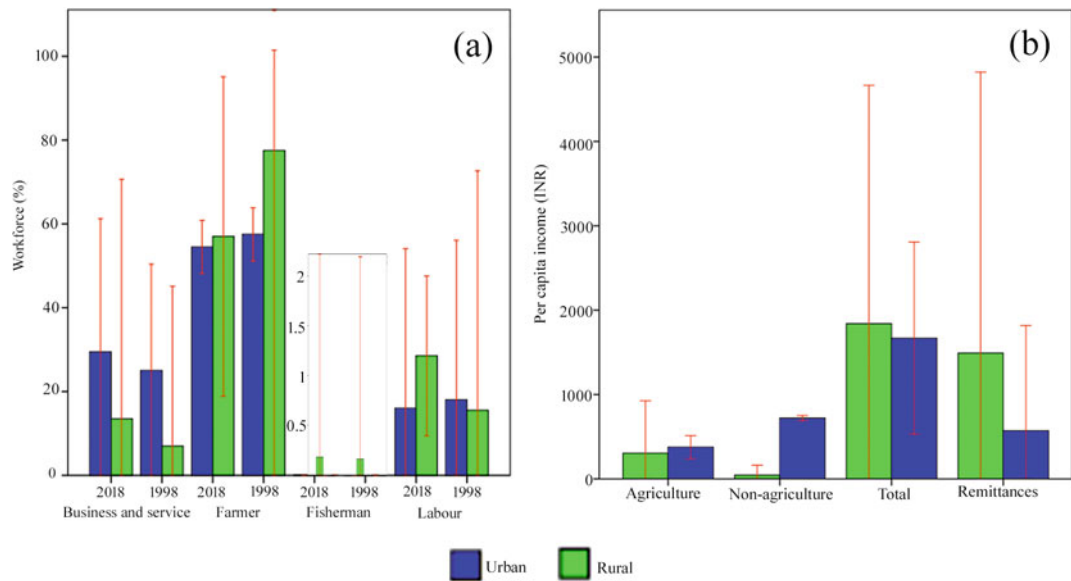 (a)
Workforce (%)
100
80
60
40
20
0
2
1.5
1
0.5
2018 1998 2018 1998 2018 1998 2018 1998
Business and service Farmer Fisherman Labour
(b)
Per capita income (INR)
5000
4000
3000
2000
1000
0
Agriculture Non-agriculture Total Remittances
Urban Rural